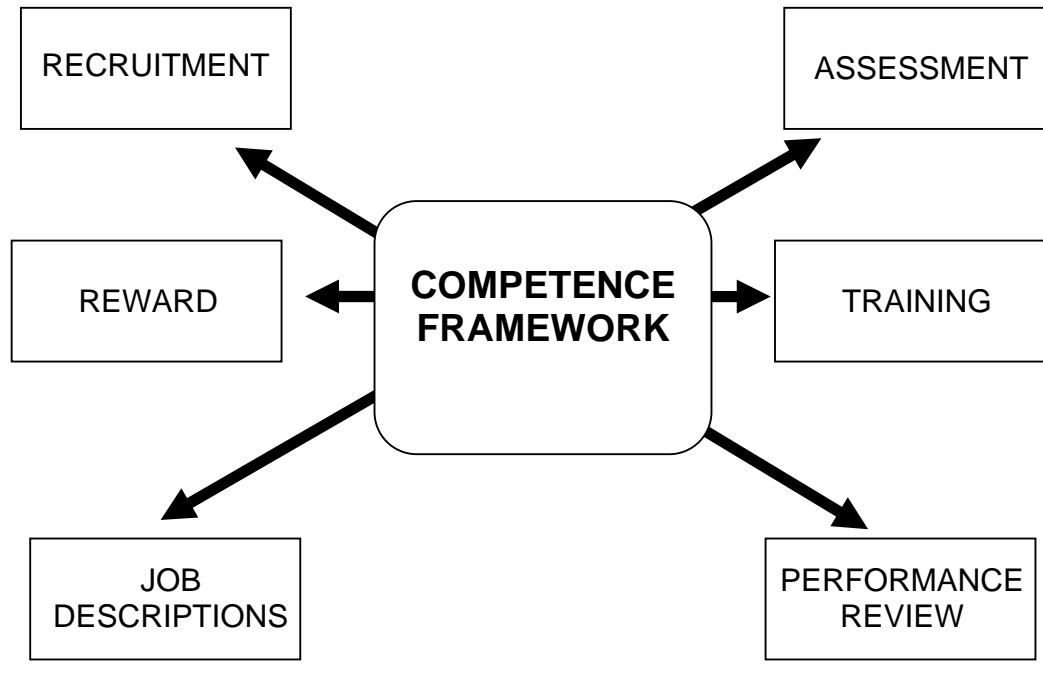 RECRUITMENT
ASSESSMENT
COMPETENCE
FRAMEWORK
REWARD
TRAINING
JOB
DESCRIPTIONS
PERFORMANCE
REVIEW